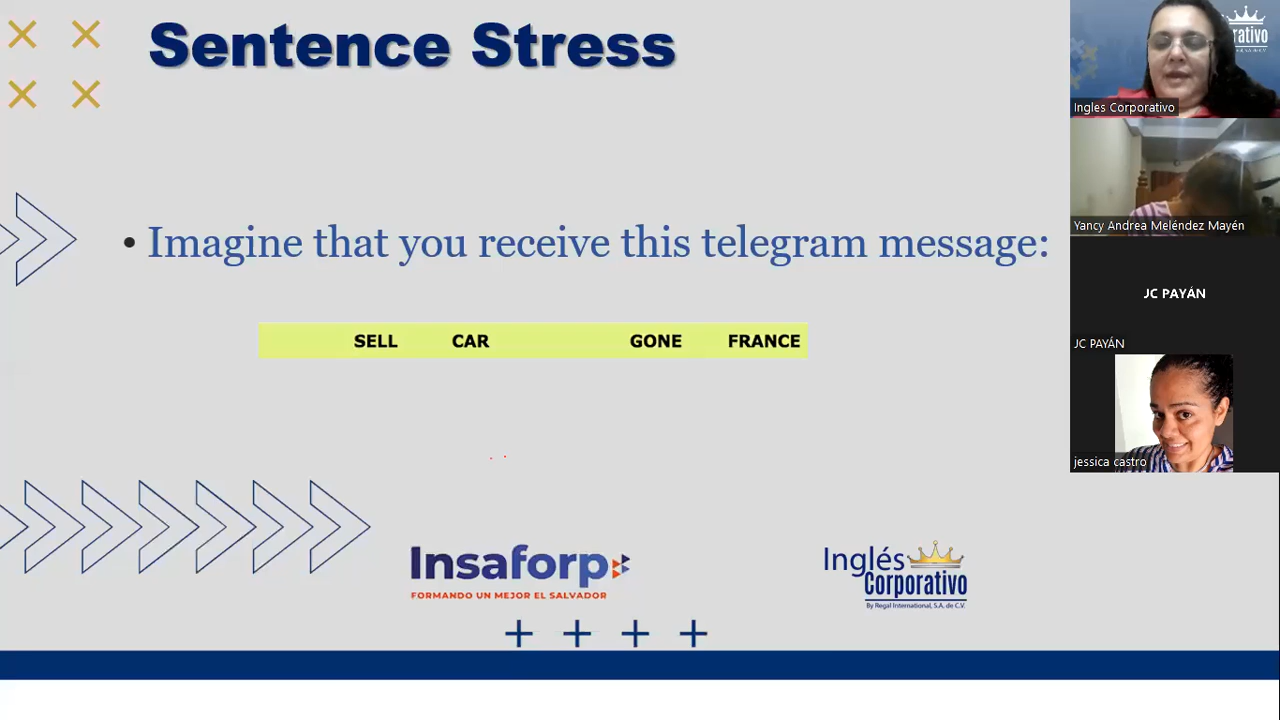 Sentence Stress
• Imagine that you receive this telegram message:
SELL CAR GONE FRANCE
Insaforp
FORMANDO UN MEJOR EL SALVADOR
Inglés
Corporativo
By Regal International, S.A. de C.V.
Ingles Corporativo
Yancy Andrea Meléndez Mayén
JC PAYÁN
JC PAYÁN
jessica castro